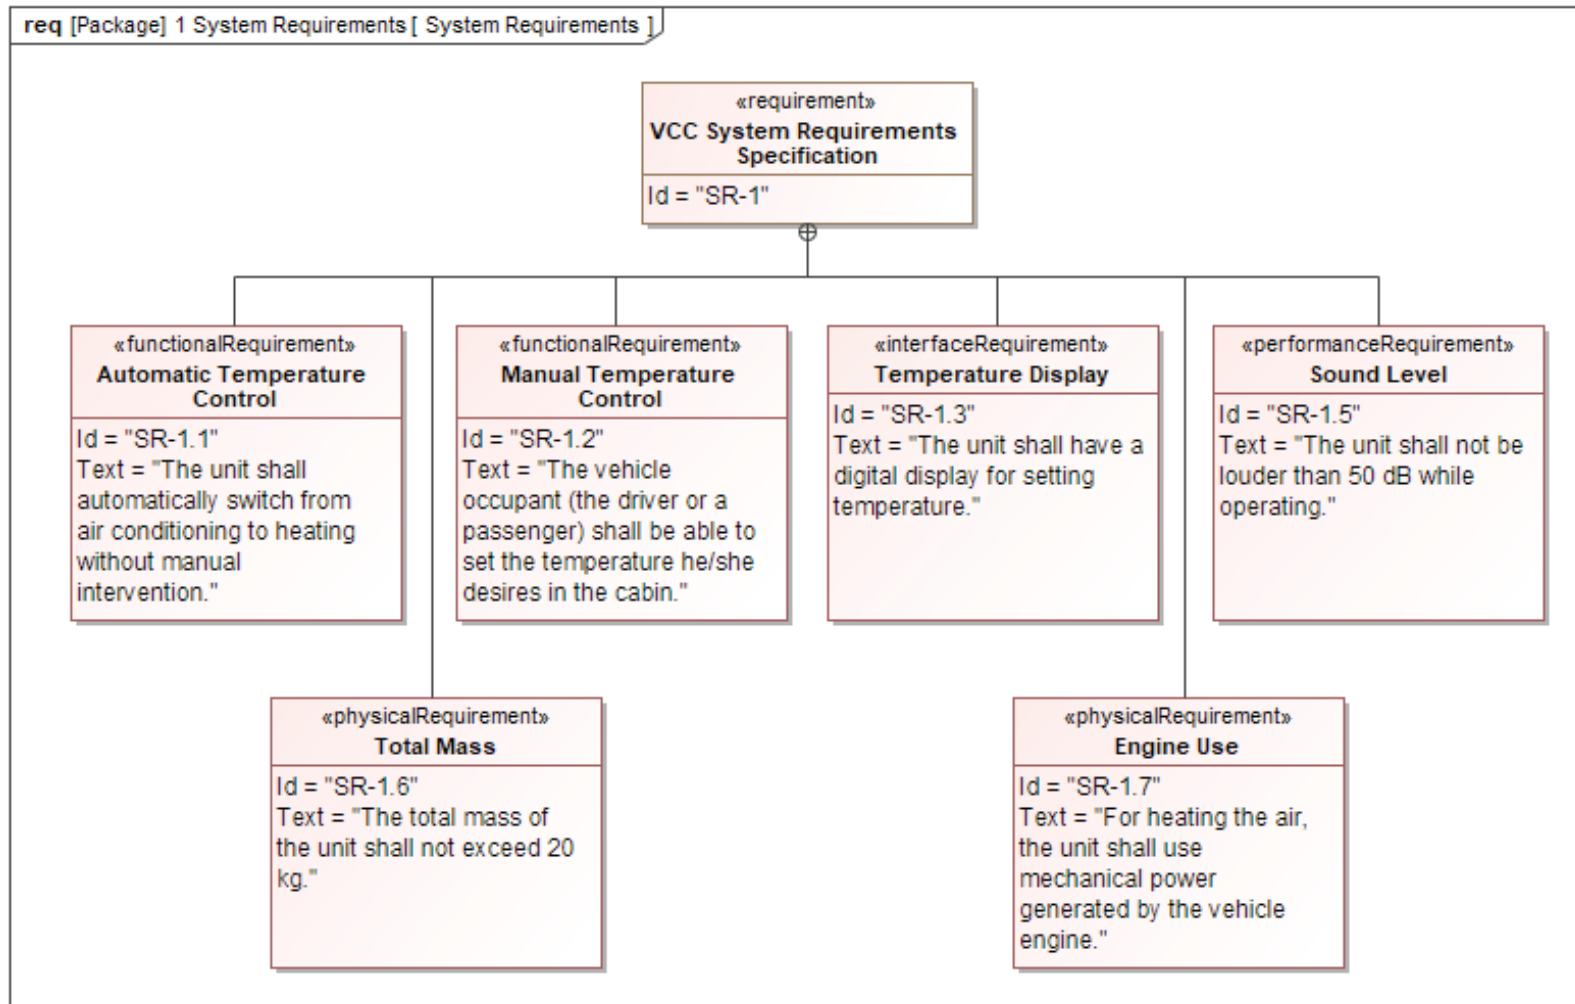 req [Package] 1 System Requirements [ System Requirements ]
«requirement»
VCC System Requirements
Specification
Id = "SR-1"
«functionalRequirement»
Automatic Temperature
Control
Id = "SR-1.1"
Text = "The unit shall
automatically switch from
air conditioning to heating
without manual
intervention."
«functionalRequirement»
Manual Temperature
Control
Id = "SR-1.2"
Text = "The vehicle
occupant (the driver or a
passenger) shall be able to
set the temperature he/she
desires in the cabin."
«interfaceRequirement»
Temperature Display
Id = "SR-1.3"
Text = "The unit shall have a
digital display for setting
temperature."
«performanceRequirement»
Sound Level
Id = "SR-1.5"
Text = "The unit shall not be
louder than 50 dB while
operating."
«physicalRequirement»
Total Mass
Id = "SR-1.6"
Text = "The total mass of
the unit shall not exceed 20
kg."
«physicalRequirement»
Engine Use
Id = "SR-1.7"
Text = "For heating the air,
the unit shall use
mechanical power
generated by the vehicle
engine."